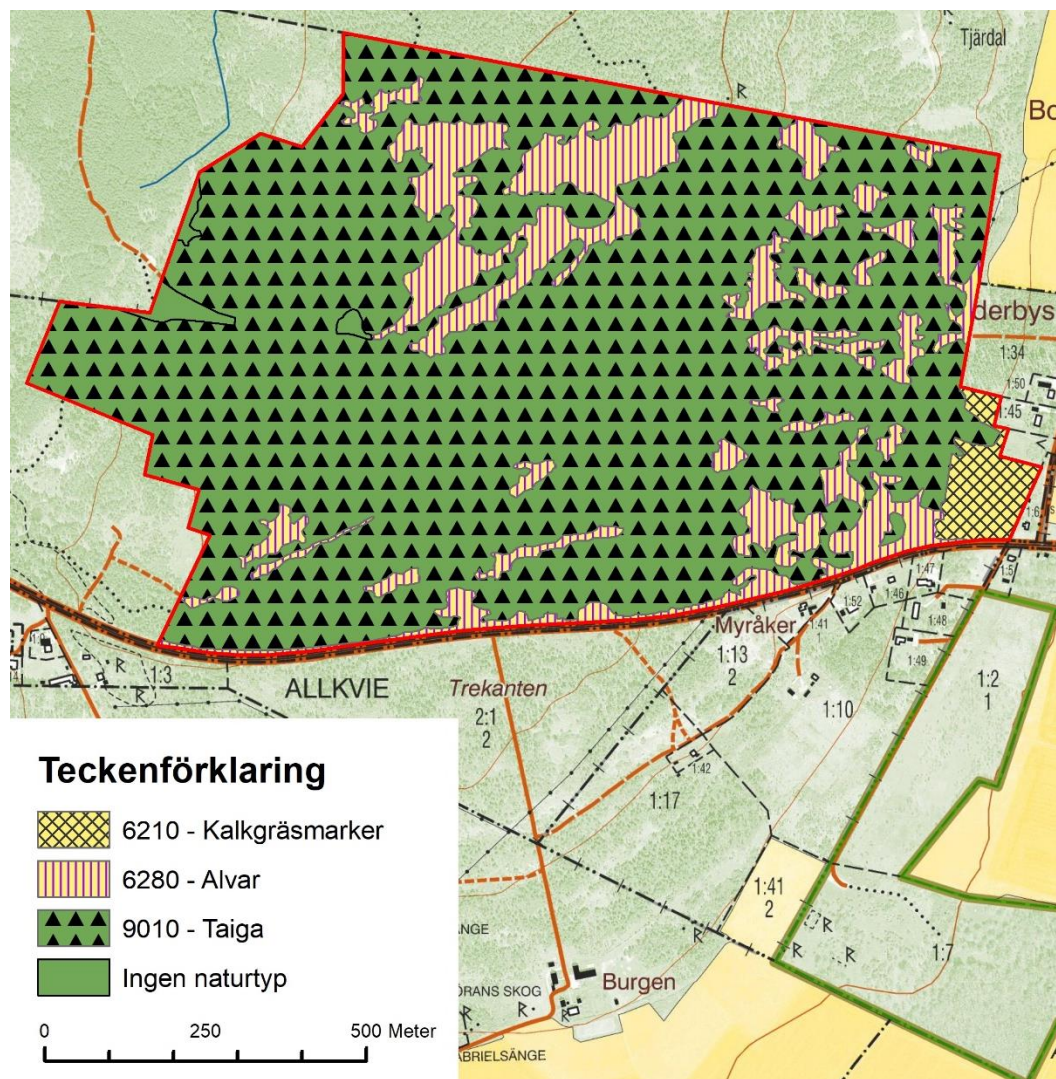 Tjärdal
R
Bo
derbys
1:34
1:50
1:45
1:6
1:5
1:47
1:46
1:52
1:48
1:41
1
Myråker
1:49
1:13
2
1:3
ALLKVIE
Trekanten
2:1
2
1:2
1
1:10
1:42
1:17
1:41
2
1:7
ÄNGE
Burgen
ÖRANS SKOG
ABRIELSÄNGE
R
R
R
R
R
R
Teckenförklaring
6210 - Kalkgräsmarker
6280 - Alvar
9010 - Taiga
Ingen naturtyp
0 250 500 Meter